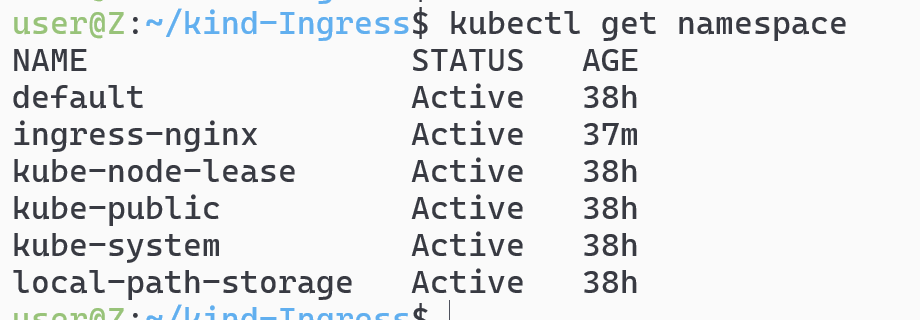 user@Z:~/kind-Ingress$ kubectl get namespace
NAME                 STATUS   AGE
default              Active   38h
ingress-nginx        Active   37m
kube-node-lease      Active   38h
kube-public          Active   38h
kube-system          Active   38h
local-path-storage   Active   38h
user@Z:~/kind-Ingress$